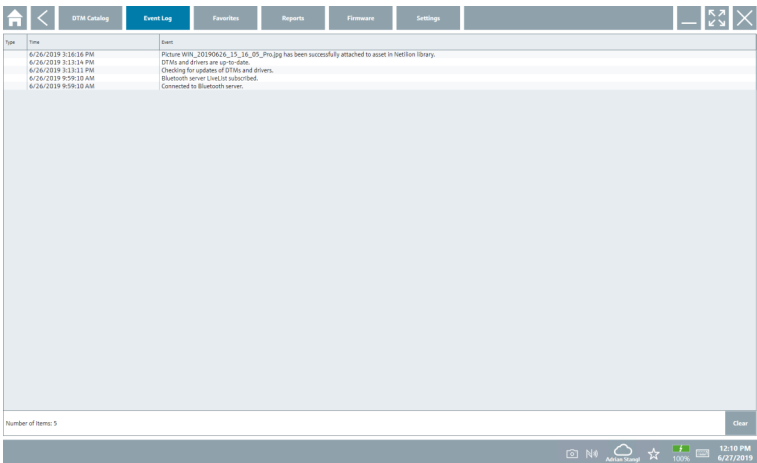 DTM Catalog Event Log Favorites Reports Firmware Settings
Type Time Event
6/26/2019 3:16:16 PM Picture WIN_20190626_15_16_05_Pro.jpg has been successfully attached to asset in Netilion library.
6/26/2019 3:13:14 PM DTMs and drivers are up-to-date.
6/26/2019 3:13:11 PM Checking for updates of DTMs and drivers.
6/26/2019 9:59:10 AM Bluetooth server LiveList subscribed.
6/26/2019 9:59:10 AM Connected to Bluetooth server.
Number of items: 5 Clear
Adrian Stangl 100% 12:10 PM
6/27/2019